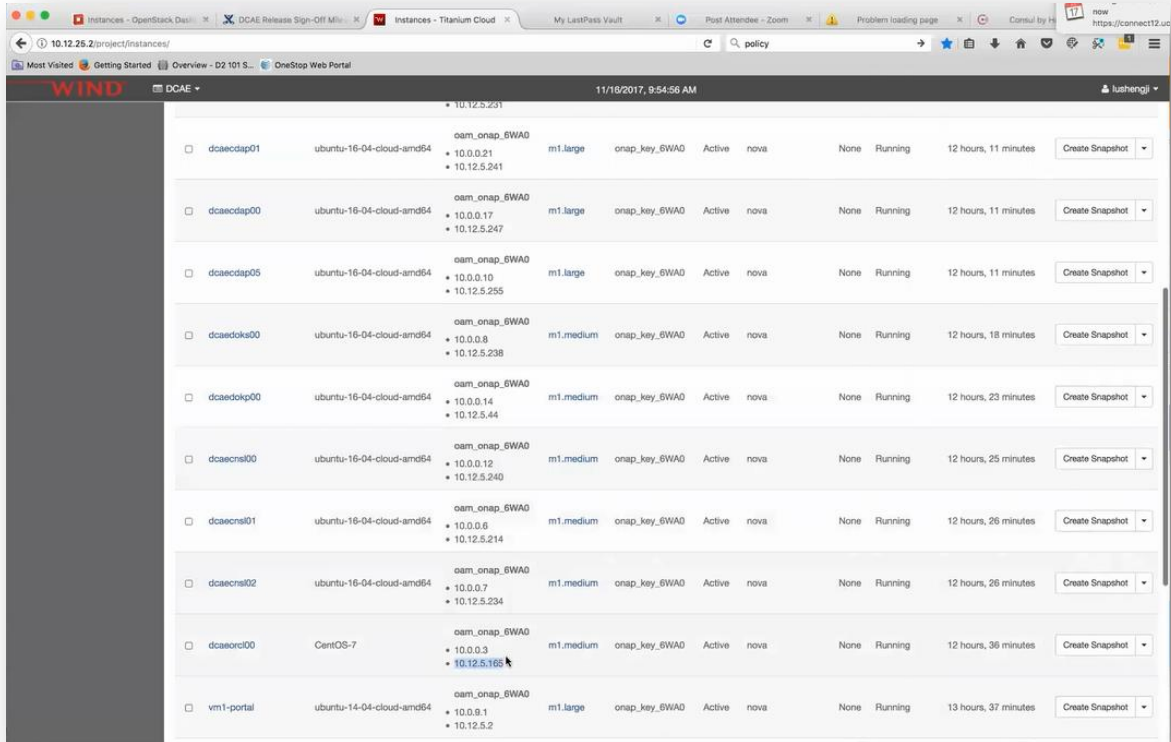 Instances - OpenStack Dash
DCAE Release Sign-Off Mile
Instances - Titanium Cloud
My LastPass Vault
Post Attendee - Zoom
Problem loading page
Consul by H
17
now
https://connect12.uc
10.12.25.2/project/instances/
policy
Most Visited
Getting Started
Overview - D2 101 S...
OneStop Web Portal
WIND
DCAE
11/16/2017, 9:54:56 AM
lushengji
10.12.5.231
dcaecdap01 ubuntu-16-04-cloud-amd64 oam_onap_6WA0 m1.large onap_key_6WA0 Active nova None Running 12 hours, 11 minutes Create Snapshot
10.0.0.21
10.12.5.241
dcaecdap00 ubuntu-16-04-cloud-amd64 oam_onap_6WA0 m1.large onap_key_6WA0 Active nova None Running 12 hours, 11 minutes Create Snapshot
10.0.0.17
10.12.5.247
dcaecdap05 ubuntu-16-04-cloud-amd64 oam_onap_6WA0 m1.large onap_key_6WA0 Active nova None Running 12 hours, 11 minutes Create Snapshot
10.0.0.10
10.12.5.255
dcaedoks00 ubuntu-16-04-cloud-amd64 oam_onap_6WA0 m1.medium onap_key_6WA0 Active nova None Running 12 hours, 18 minutes Create Snapshot
10.0.0.8
10.12.5.238
dcaedokp00 ubuntu-16-04-cloud-amd64 oam_onap_6WA0 m1.medium onap_key_6WA0 Active nova None Running 12 hours, 23 minutes Create Snapshot
10.0.0.14
10.12.5.44
dcaecnsl00 ubuntu-16-04-cloud-amd64 oam_onap_6WA0 m1.medium onap_key_6WA0 Active nova None Running 12 hours, 25 minutes Create Snapshot
10.0.0.12
10.12.5.240
dcaecnsl01 ubuntu-16-04-cloud-amd64 oam_onap_6WA0 m1.medium onap_key_6WA0 Active nova None Running 12 hours, 26 minutes Create Snapshot
10.0.0.6
10.12.5.214
dcaecnsl02 ubuntu-16-04-cloud-amd64 oam_onap_6WA0 m1.medium onap_key_6WA0 Active nova None Running 12 hours, 26 minutes Create Snapshot
10.0.0.7
10.12.5.234
dcaeorcl00 CentOS-7 oam_onap_6WA0 m1.medium onap_key_6WA0 Active nova None Running 12 hours, 36 minutes Create Snapshot
10.0.0.3
10.12.5.165
vm1-portal ubuntu-14-04-cloud-amd64 oam_onap_6WA0 m1.large onap_key_6WA0 Active nova None Running 13 hours, 37 minutes Create Snapshot
10.0.9.1
10.12.5.2